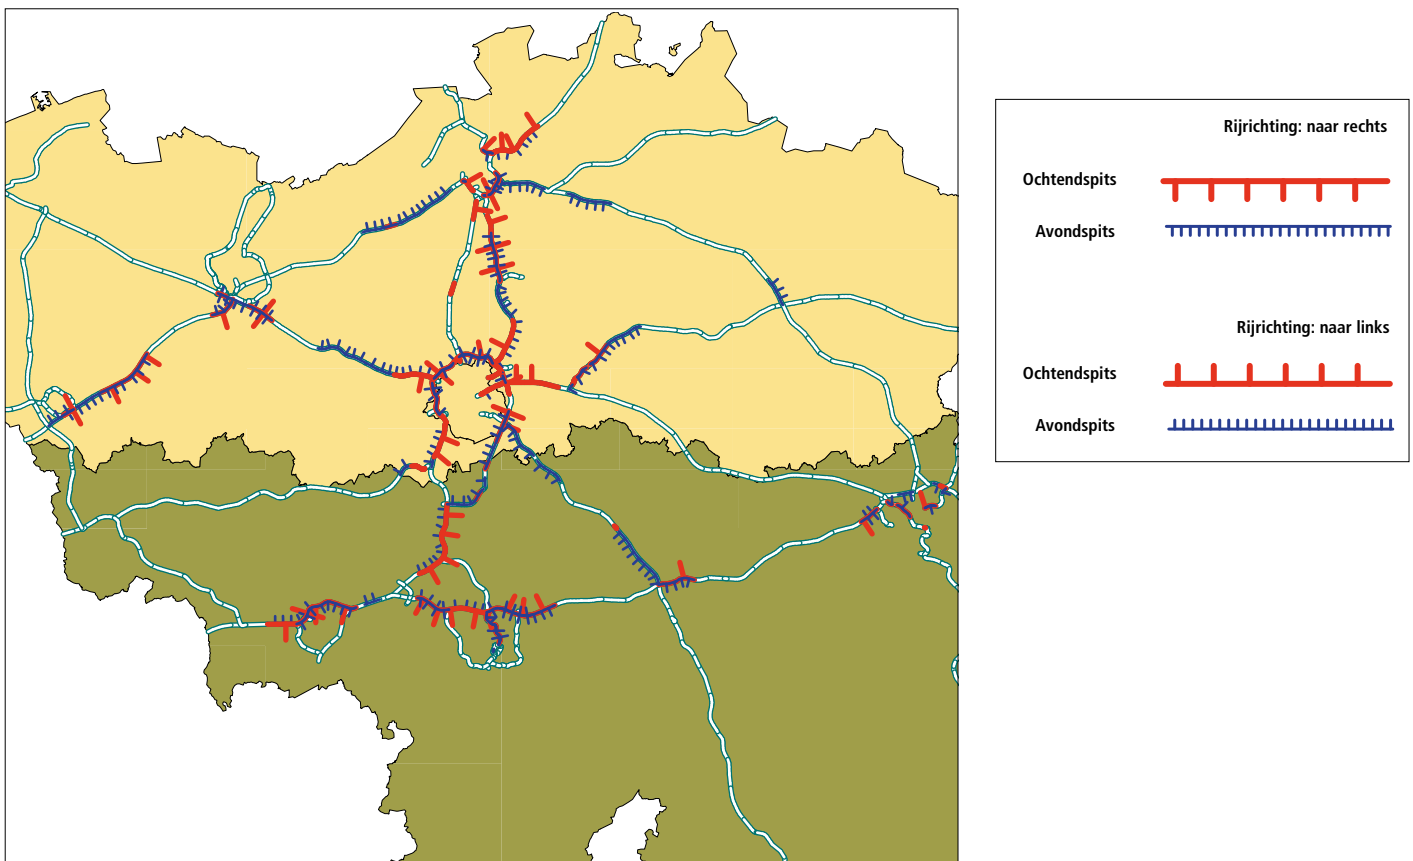 Rijrichting: naar rechts
Ochtendspits
Avondspits
Rijrichting: naar links
Ochtendspits
Avondspits